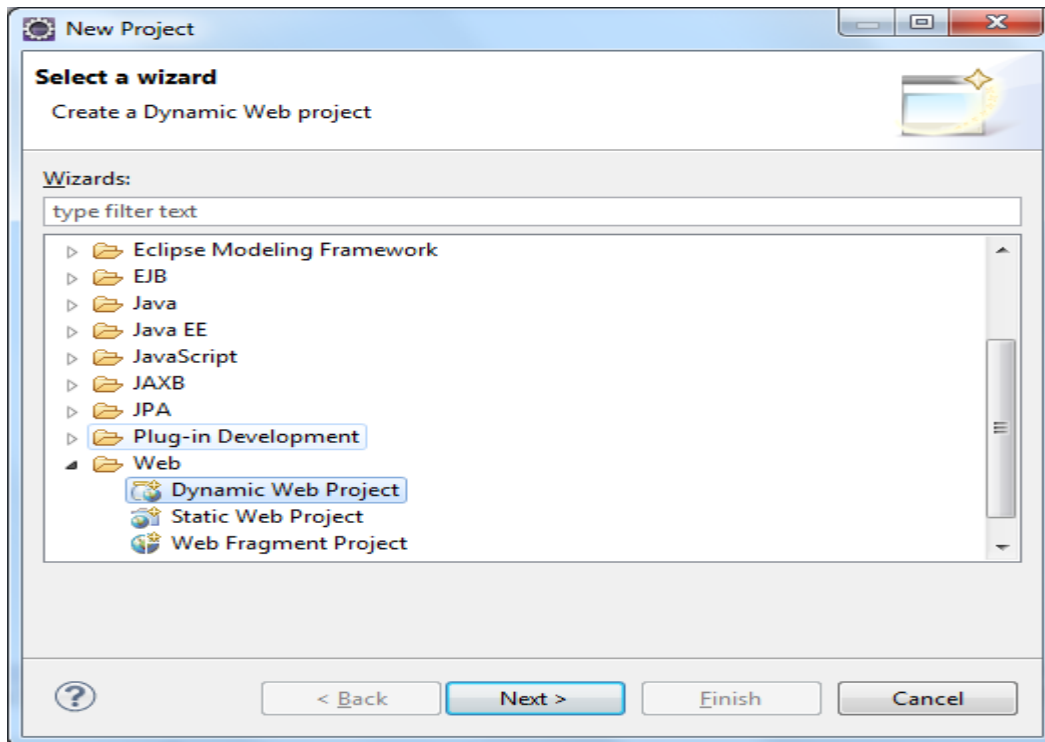 New Project
Select a wizard
Create a Dynamic Web project
Wizards:
type filter text
Eclipse Modeling Framework
EJB
Java
Java EE
JavaScript
JAXB
JPA
Plug-in Development
Web
Dynamic Web Project
Static Web Project
Web Fragment Project
? < Back Next > Finish Cancel